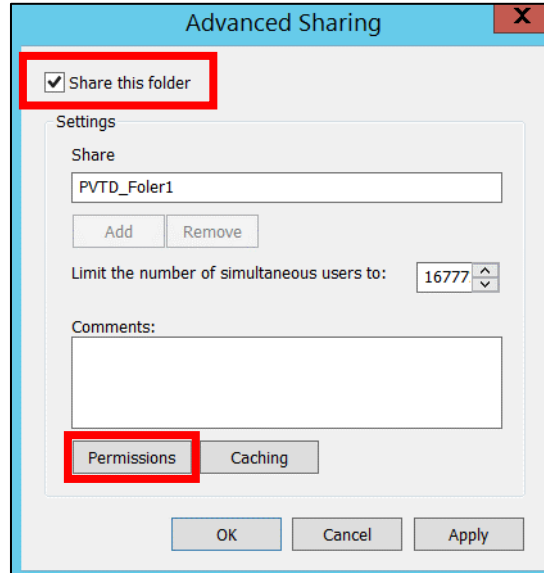 Advanced Sharing
X
Share this folder
Settings
Share
PVTD_Foler1
Add Remove
Limit the number of simultaneous users to: 16777
Comments:
Permissions Caching
OK Cancel Apply